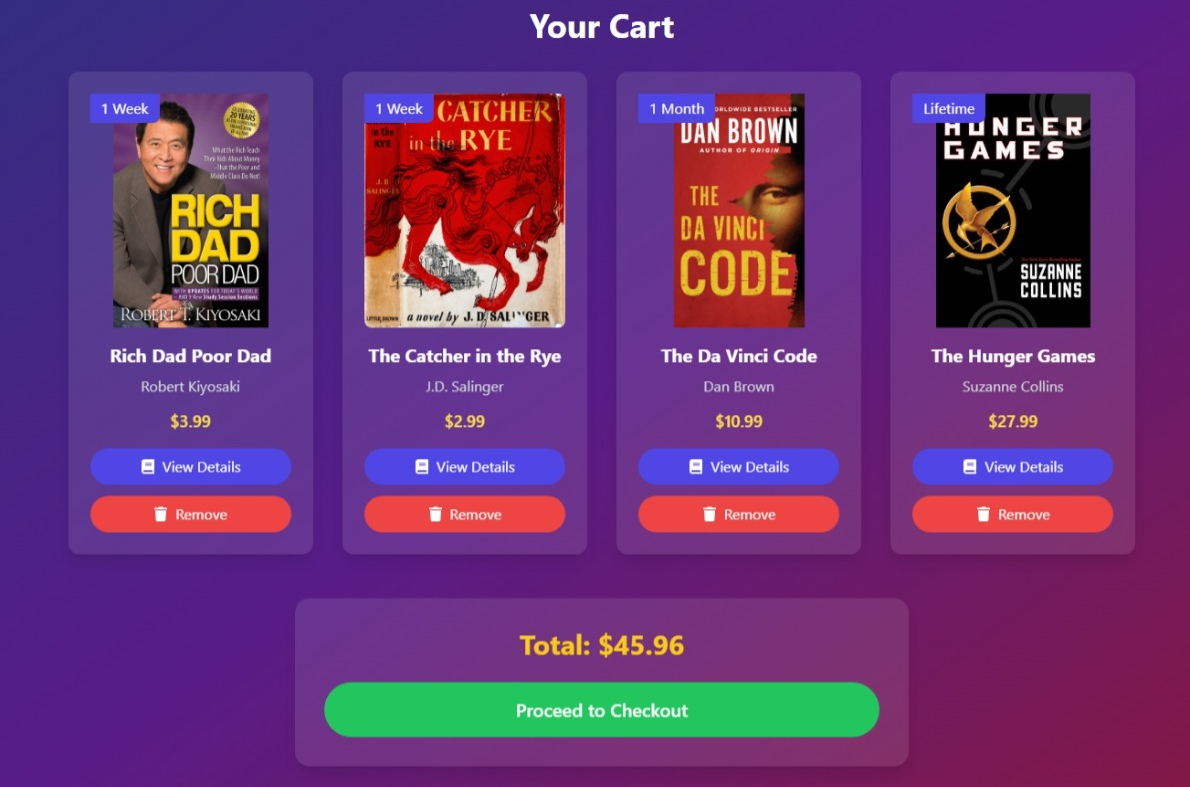 Your Cart
1 Week
20 YEARS
What the Rich Teach
Their Kids About Money
That the Poor and
Middle Class Do Not!
RICH
DAD
POOR DAD
WITH UPDATES FOR TODAY'S WORLD
AND 9 New Study Session Sections
ROBERT T. KIYOSAKI
Rich Dad Poor Dad
Robert Kiyosaki
$3.99
View Details
Remove
1 Week
CATCHER
in the RYE
in the
RYE
J. D.
SALINGER
LITTLE, BROWN
a novel by J. D. SALINGER
The Catcher in the Rye
J.D. Salinger
$2.99
View Details
Remove
1 Month
WORLDWIDE BESTSELLER
DAN BROWN
AUTHOR OF ORIGIN
THE
DA VINCI
CODE
The Da Vinci Code
Dan Brown
$10.99
View Details
Remove
Lifetime
HUNGER
GAMES
SUZANNE
COLLINS
The Hunger Games
Suzanne Collins
$27.99
View Details
Remove
Total: $45.96
Proceed to Checkout